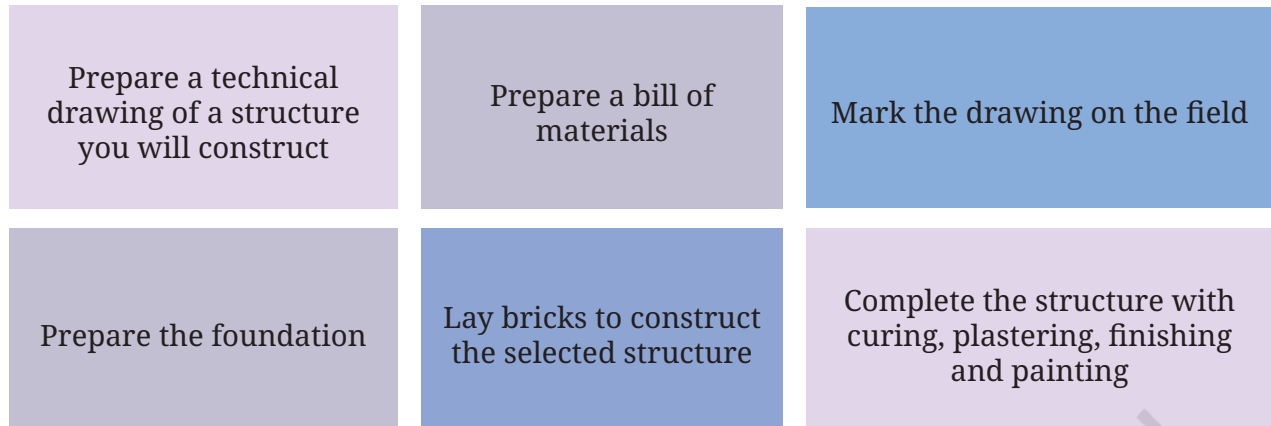 Prepare a technical
drawing of a structure
you will construct
Prepare a bill of
materials
Mark the drawing on the field
Prepare the foundation
Lay bricks to construct
the selected structure
Complete the structure with
curing, plastering, finishing
and painting